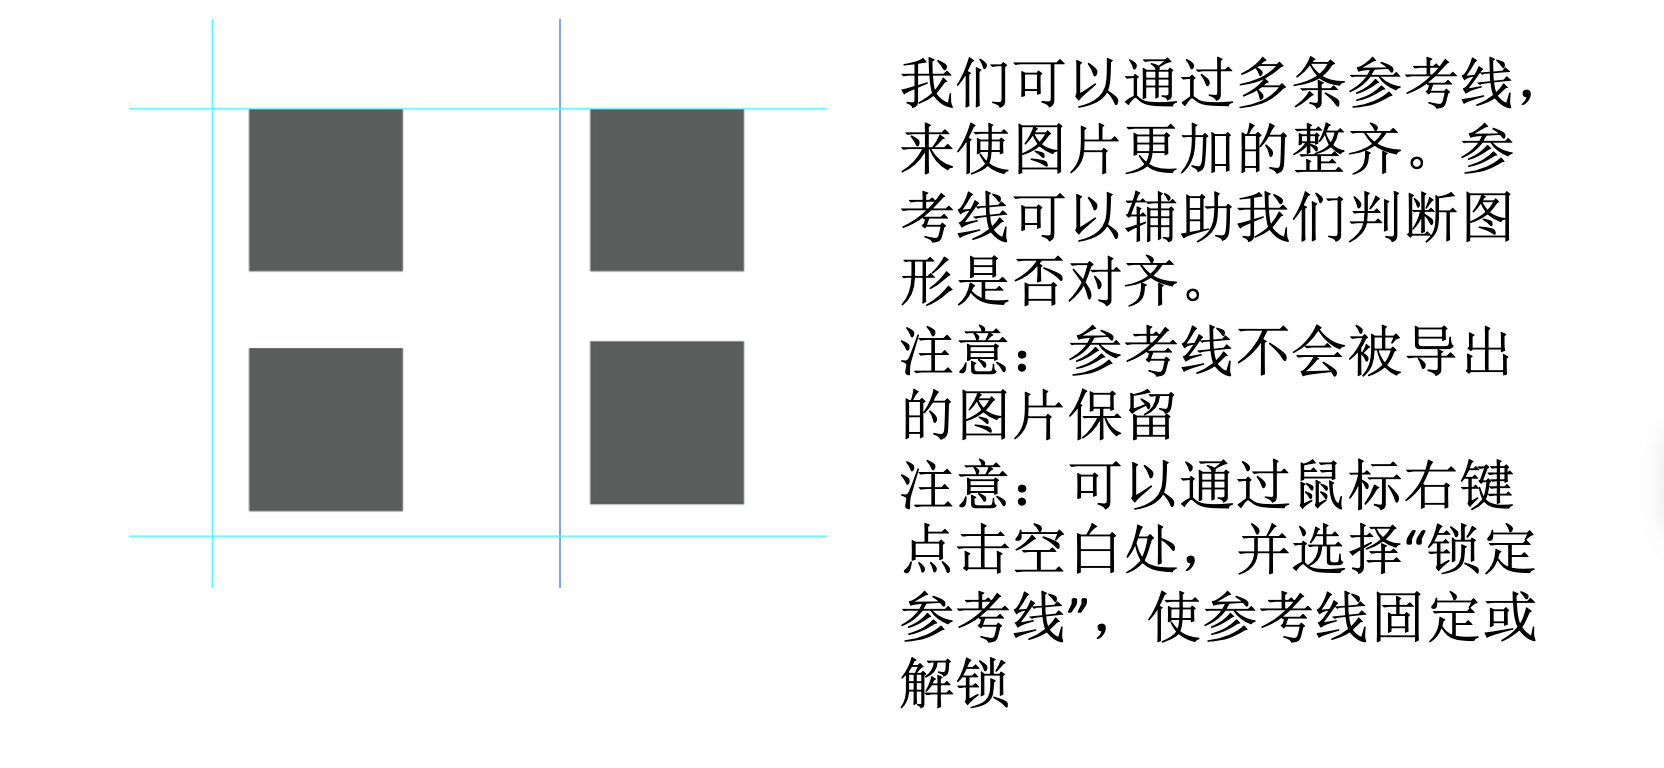 我们可以通过多条参考线，
来使图片更加的整齐。参
考线可以辅助我们判断图
形是否对齐。
注意：参考线不会被导出
的图片保留
注意：可以通过鼠标右键
点击空白处，并选择“锁定
参考线”，使参考线固定或
解锁